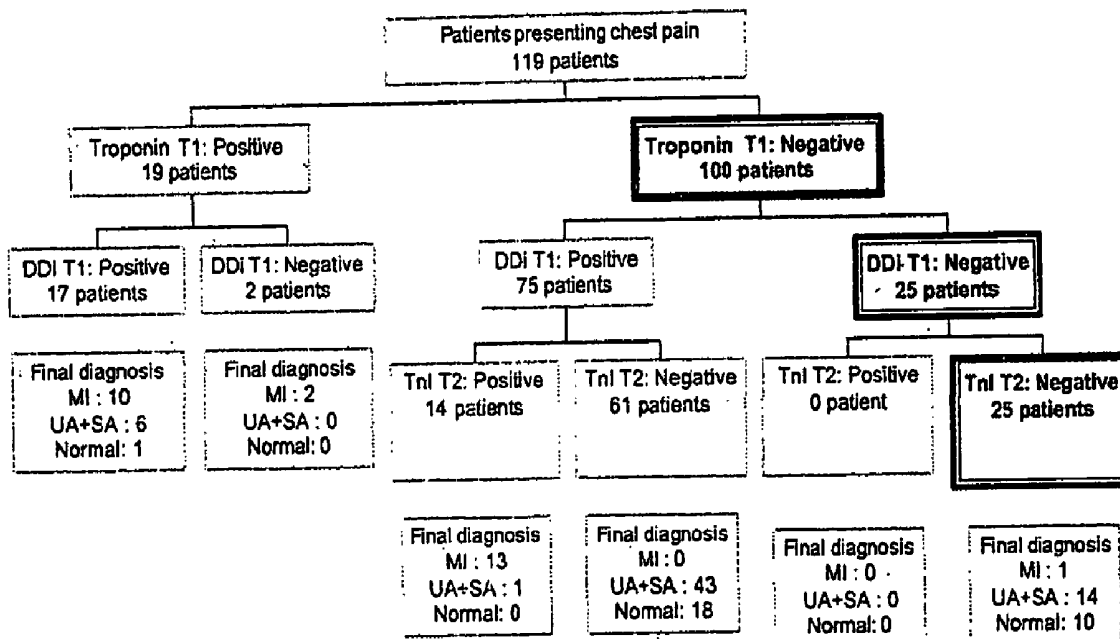 Patients presenting chest pain
119 patients
Troponin T1: Positive
19 patients
Troponin T1: Negative
100 patients
DDI T1: Positive
17 patients
DDi T1: Negative
2 patients
DDi T1: Positive
75 patients
DDI T1: Negative
25 patients
Final diagnosis
MI : 10
UA+SA : 6
Normal: 1
Final diagnosis
MI : 2
UA+SA : 0
Normal: 0
TnI T2: Positive
14 patients
TnI T2: Negative
61 patients
TnI T2: Positive
0 patient
TnI T2: Negative
25 patients
Final diagnosis
MI : 13
UA+SA : 1
Normal: 0
Final diagnosis
MI : 0
UA+SA : 43
Normal: 18
Final diagnosis
MI : 0
UA+SA : 0
Normal: 0
Final diagnosis
MI : 1
UA+SA : 14
Normal: 10